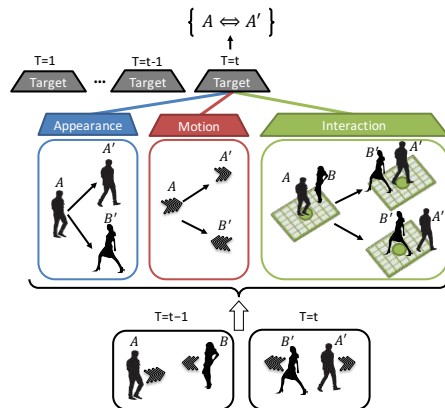 { A ⇔ A′ }
T=1 T=t-1 T=t
Target ... Target Target
Appearance Motion Interaction
A A′ B′
A A′ B′
A B B′ A′ B′ A′
T=t−1 T=t
A B B′ A′